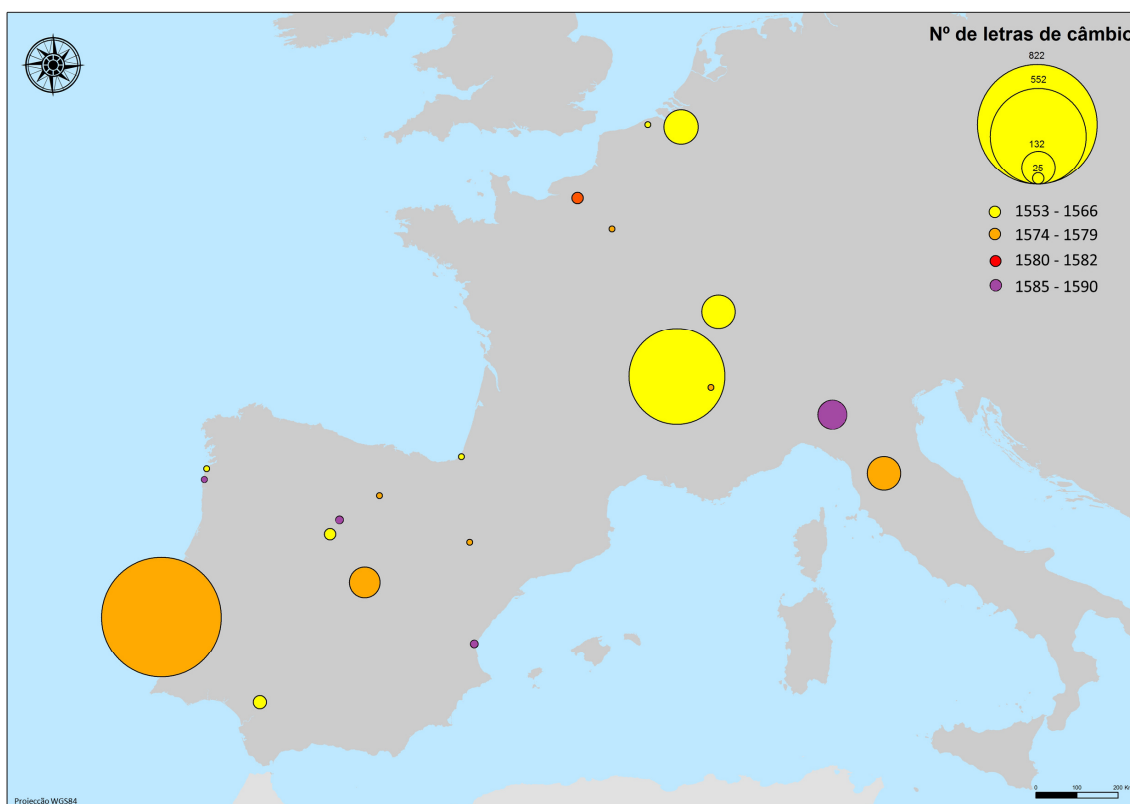 Nº de letras de câmbio
822
552
132
25
1553 - 1566
1574 - 1579
1580 - 1582
1585 - 1590
0 100 200 K
Projecção WGS84